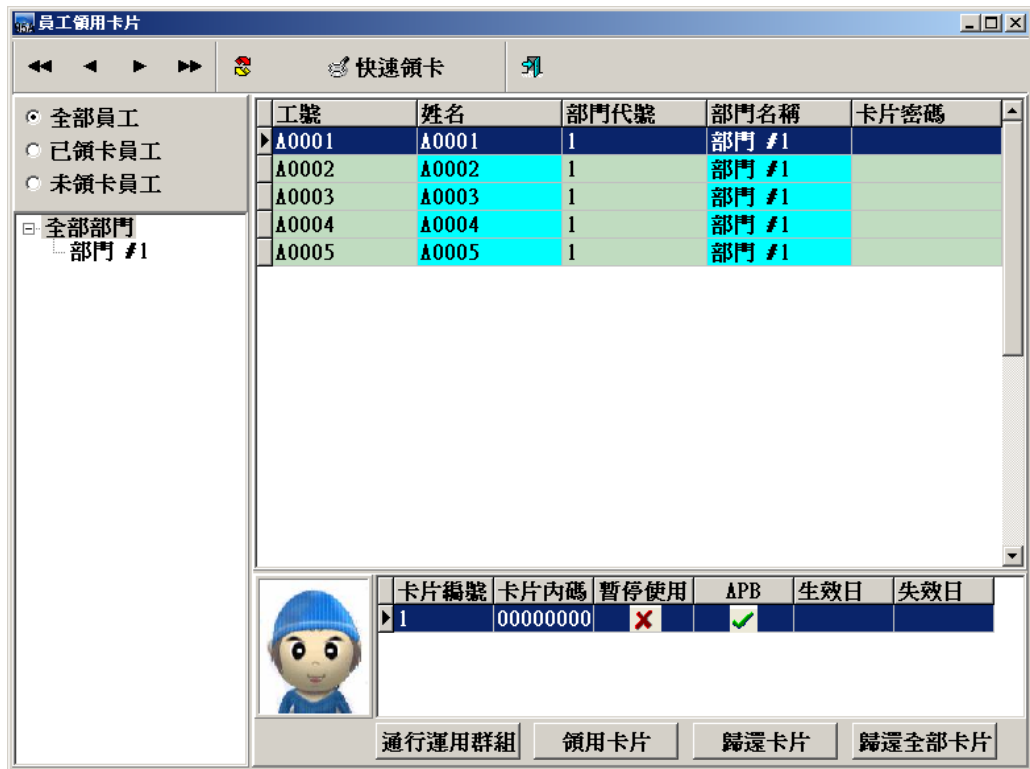 員工領用卡片
快速領卡
全部員工
已領卡員工
未領卡員工
全部部門
部門 #1
工號 姓名 部門代號 部門名稱 卡片密碼
A0001 A0001 1 部門 #1
A0002 A0002 1 部門 #1
A0003 A0003 1 部門 #1
A0004 A0004 1 部門 #1
A0005 A0005 1 部門 #1
卡片編號 卡片內碼 暫停使用 APB 生效日 失效日
1 00000000
通行運用群組 領用卡片 歸還卡片 歸還全部卡片